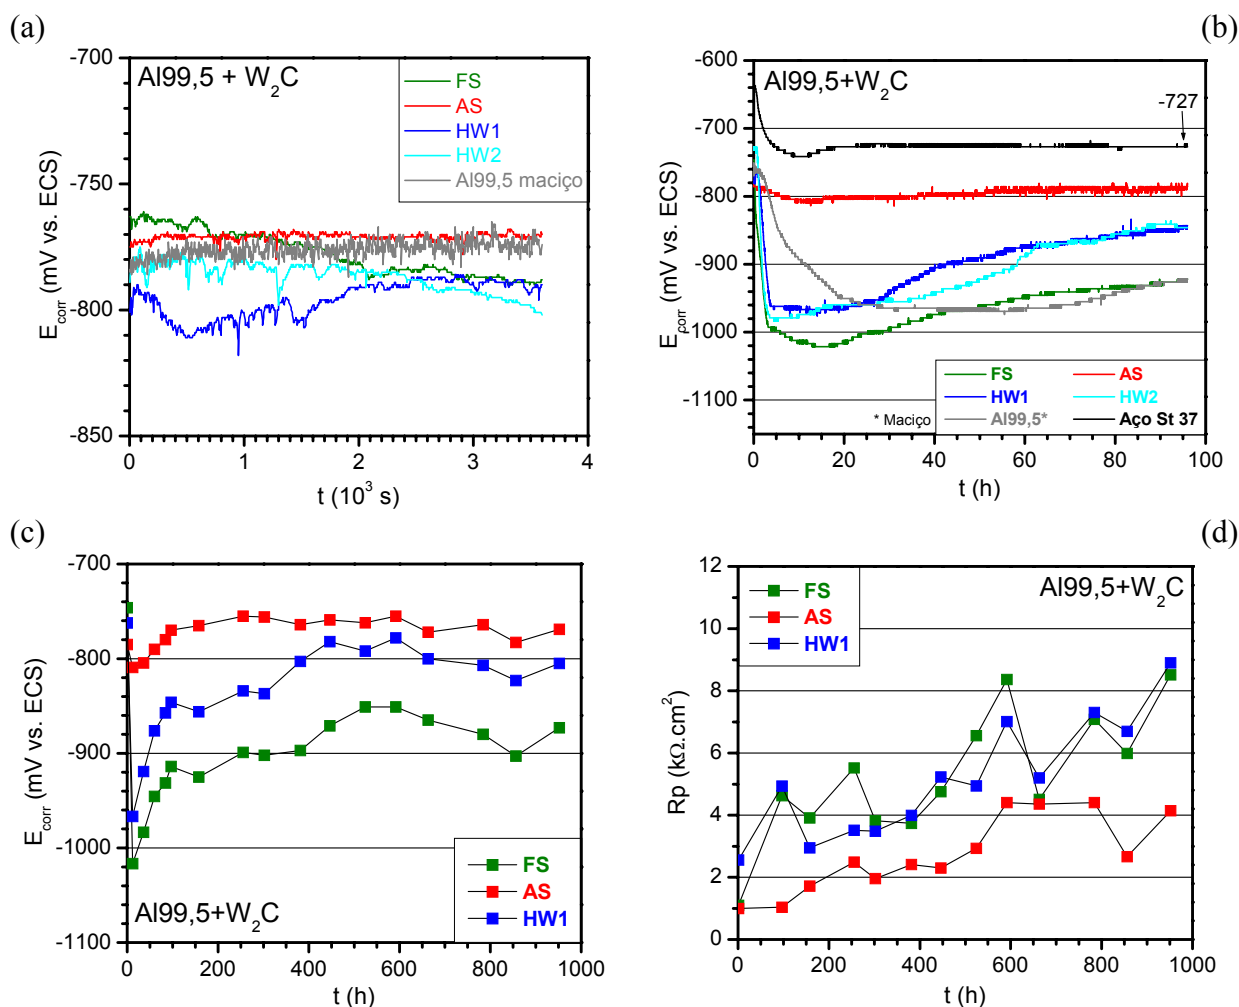 (a)
Al99,5 + W2C
FS
AS
HW1
HW2
Al99,5 maciço
-700
-750
-800
-850
0 1 2 3 4
Ecorr (mV vs. ECS)
t (10³ s)
(b)
Al99,5+W2C
-727
-600
-700
-800
-900
-1000
-1100
0 20 40 60 80 100
Ecorr (mV vs. ECS)
t (h)
FS AS
HW1 HW2
* Maciço Al99,5* Aço St 37
(c)
-700
-800
-900
-1000
-1100
0 200 400 600 800 1000
Ecorr (mV vs. ECS)
t (h)
FS
AS
HW1
Al99,5+W2C
(d)
FS
AS
HW1
Al99,5+W2C
12
10
8
6
4
2
0
0 200 400 600 800 1000
Rp (kΩ.cm²)
t (h)